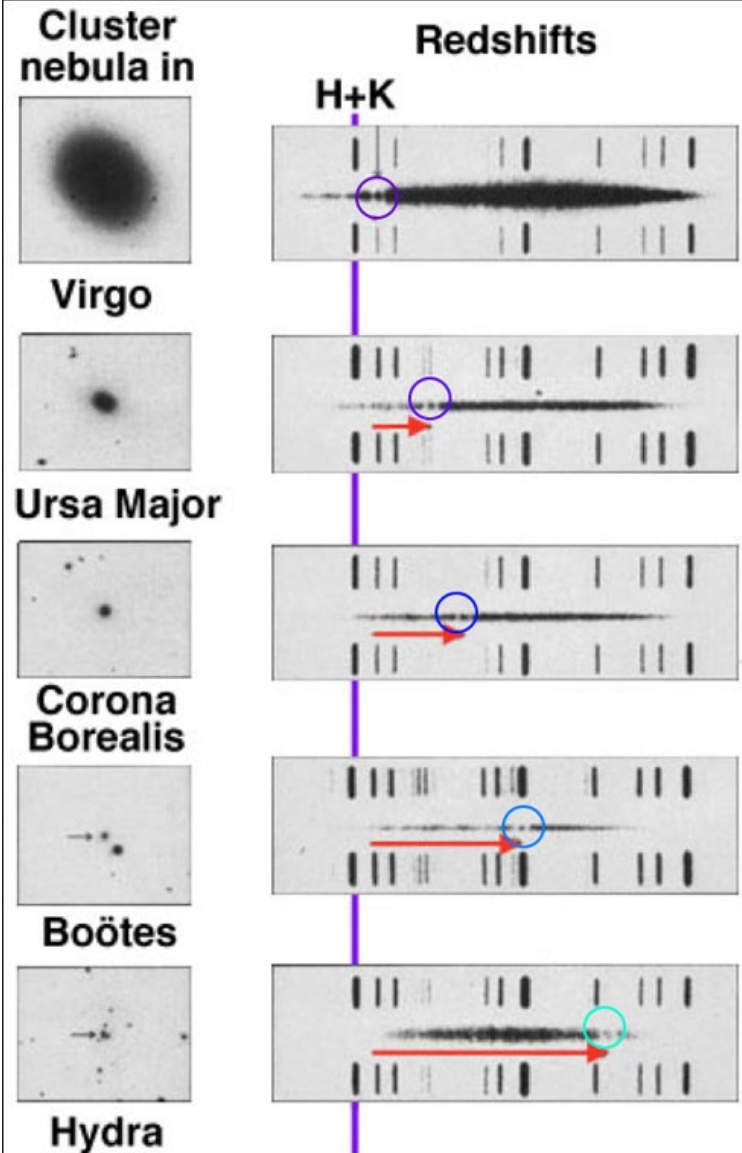 Cluster
nebula in
Redshifts
H+K
Virgo
Ursa Major
Corona
Borealis
Boötes
Hydra